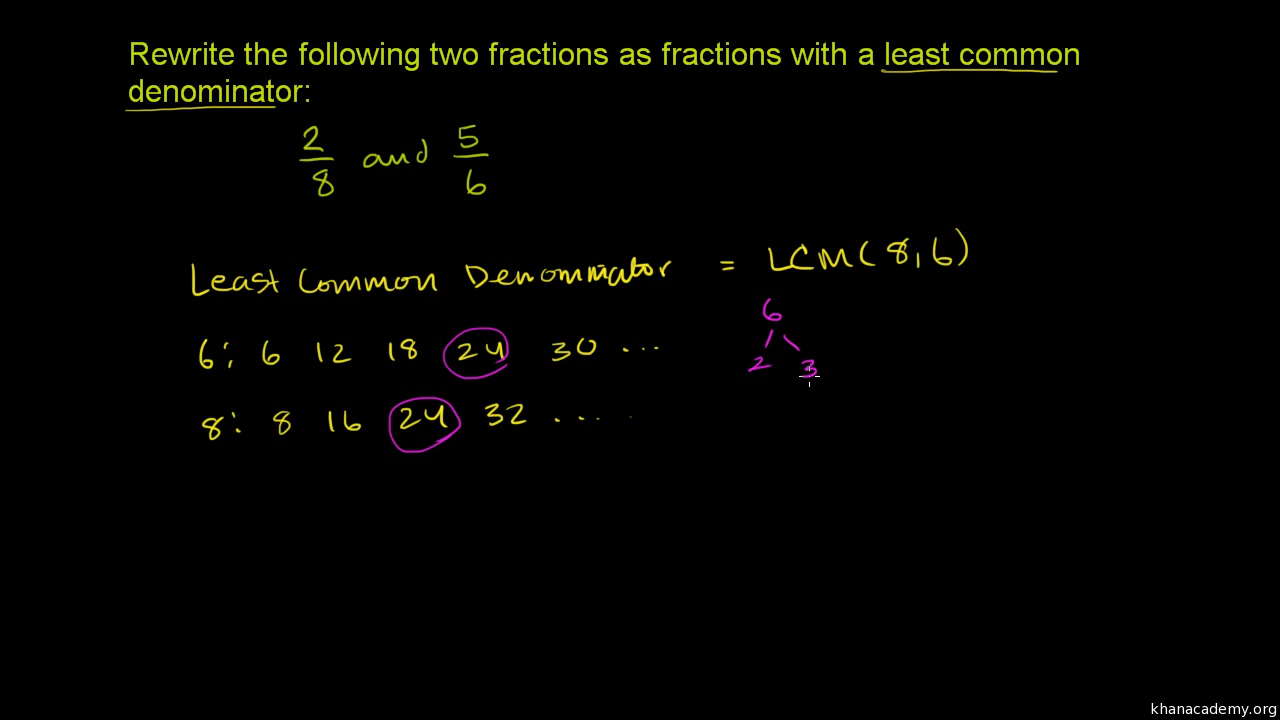 Rewrite the following two fractions as fractions with a least common
denominator:
2/8 and 5/6
Least Common Denominator = LCM(8,6)
6
6: 6 12 18 24 30 ...
2 3
8: 8 16 24 32 ....
khanacademy.org